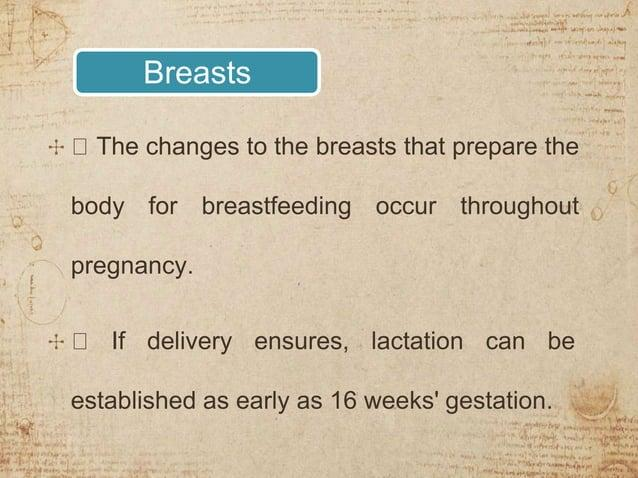 Breasts
✢ □ The changes to the breasts that prepare the
body for breastfeeding occur throughout
pregnancy.
✢ □ If delivery ensures, lactation can be
established as early as 16 weeks' gestation.